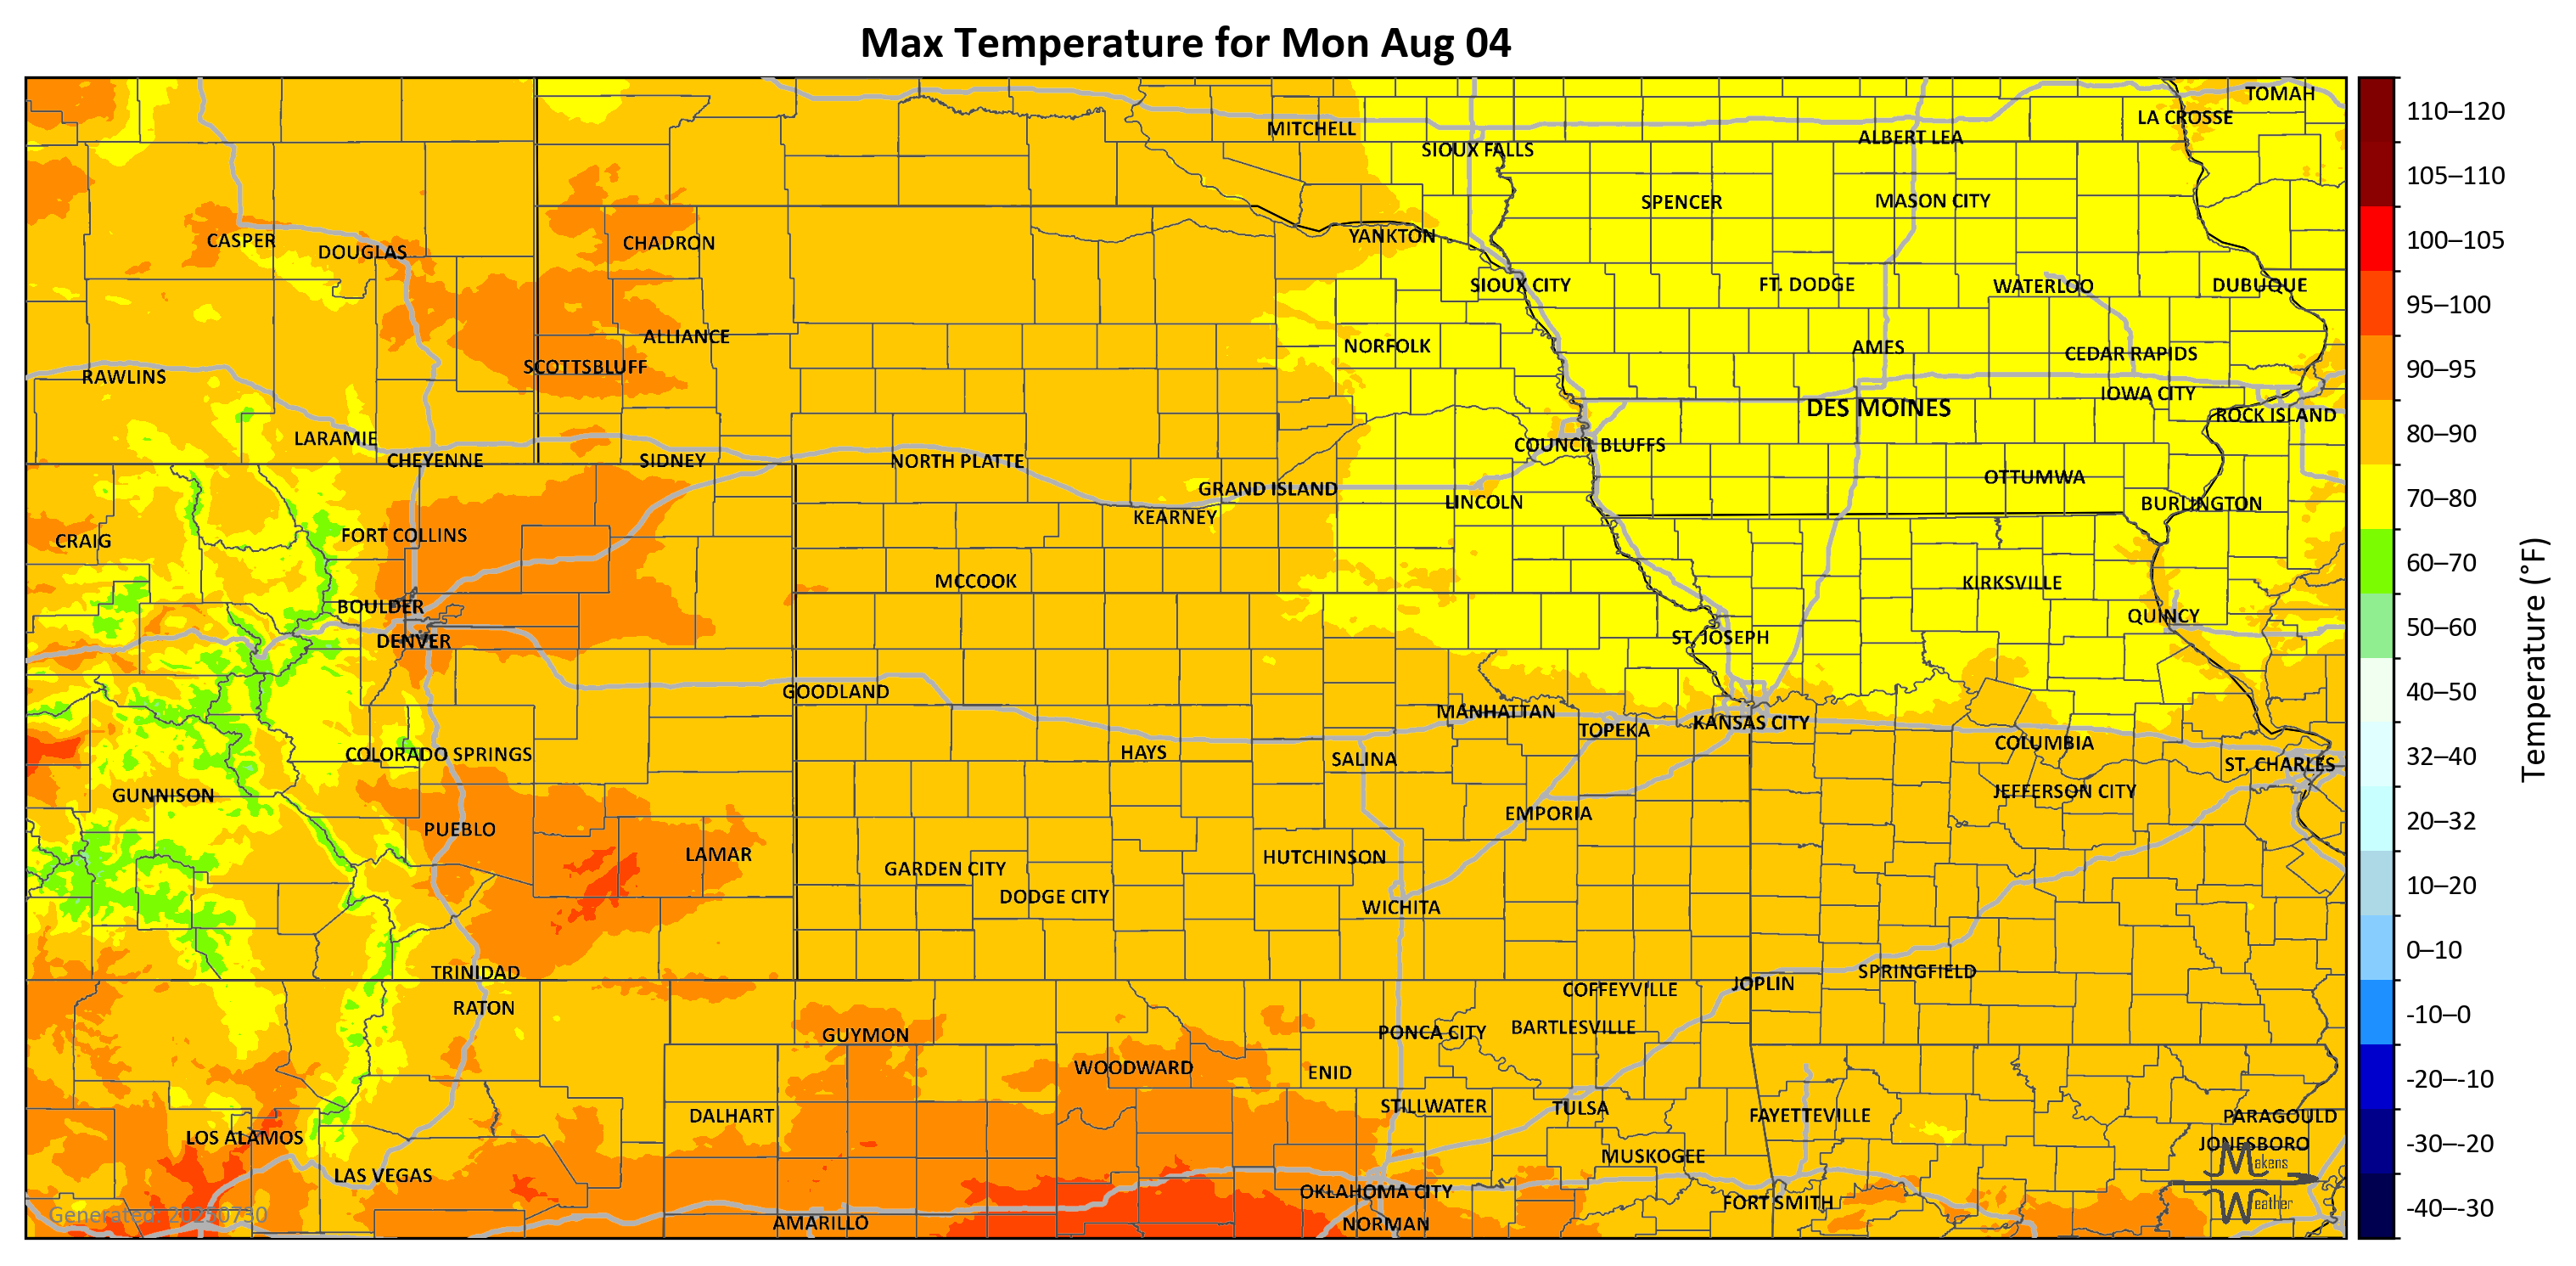 Max Temperature for Mon Aug 04
TOMAH
LA CROSSE
MITCHELL
ALBERT LEA
SIOUX FALLS
SPENCER
MASON CITY
CASPER
DOUGLAS
CHADRON
YANKTON
SIOUX CITY
FT. DODGE
WATERLOO
DUBUQUE
ALLIANCE
NORFOLK
AMES
CEDAR RAPIDS
SCOTTSBLUFF
RAWLINS
IOWA CITY
DES MOINES
ROCK ISLAND
LARAMIE
COUNCIL BLUFFS
CHEYENNE
SIDNEY
NORTH PLATTE
OTTUMWA
GRAND ISLAND
LINCOLN
BURLINGTON
KEARNEY
FORT COLLINS
CRAIG
MCCOOK
KIRKSVILLE
BOULDER
QUINCY
DENVER
ST. JOSEPH
GOODLAND
MANHATTAN
TOPEKA
KANSAS CITY
COLUMBIA
COLORADO SPRINGS
HAYS
SALINA
ST. CHARLES
GUNNISON
JEFFERSON CITY
EMPORIA
PUEBLO
LAMAR
HUTCHINSON
GARDEN CITY
DODGE CITY
WICHITA
TRINIDAD
SPRINGFIELD
JOPLIN
COFFEYVILLE
RATON
GUYMON
PONCA CITY
BARTLESVILLE
WOODWARD
ENID
STILLWATER
TULSA
DALHART
FAYETTEVILLE
PARAGOULD
LOS ALAMOS
JONESBORO
MUSKOGEE
LAS VEGAS
OKLAHOMA CITY
FORT SMITH
AMARILLO
NORMAN
Generated: 20250730
Makens
Weather
110–120
105–110
100–105
95–100
90–95
80–90
70–80
60–70
50–60
40–50
32–40
20–32
10–20
0–10
-10–0
-20–-10
-30–-20
-40–-30
Temperature (°F)